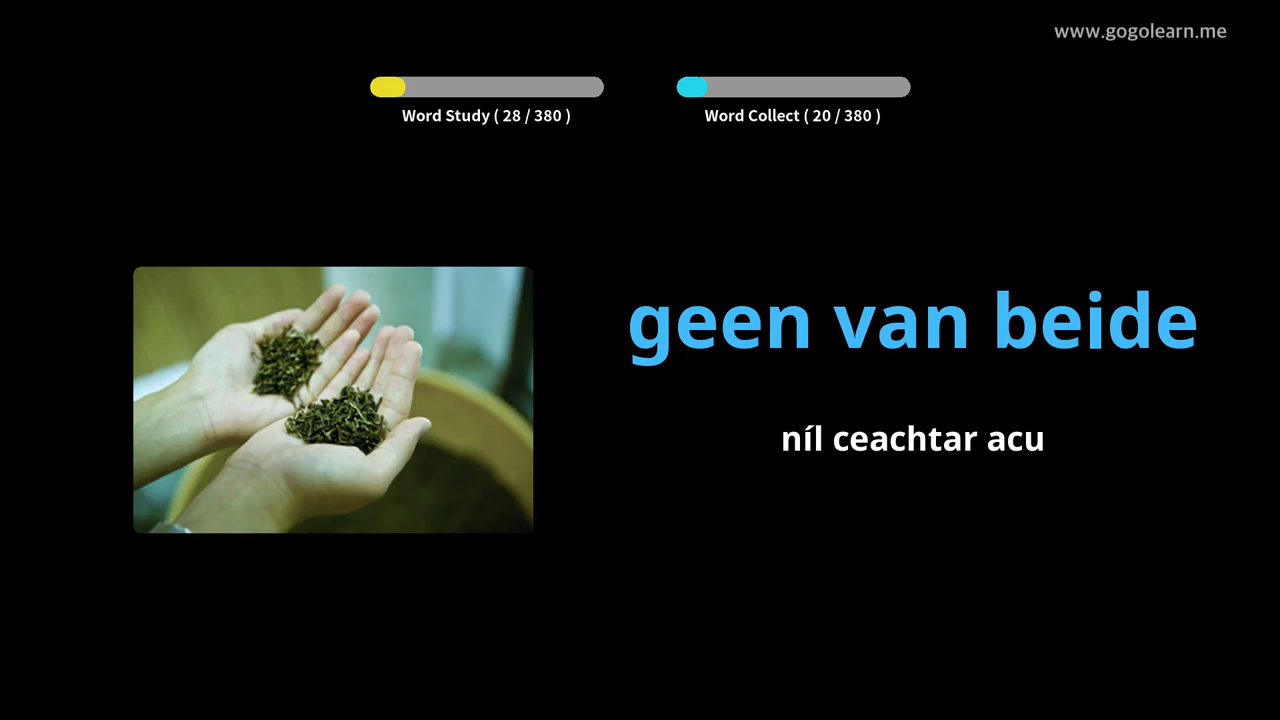 www.gogolearn.me
Word Study ( 28 / 380 )
Word Collect ( 20 / 380 )
geen van beide
níl ceachtar acu